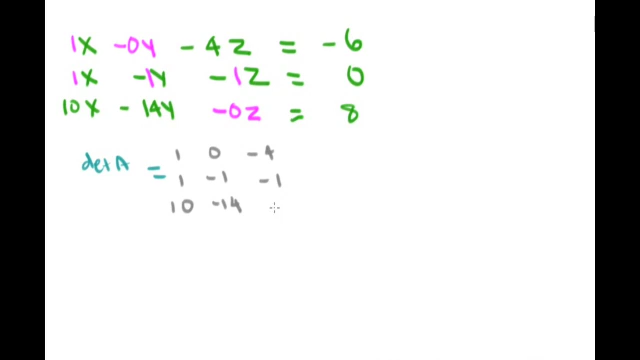 1x -0y - 4z = -6
1x -1y -1z = 0
10x - 14y -0z = 8
det A = 1 0 -4
1 -1 -1
10 -14